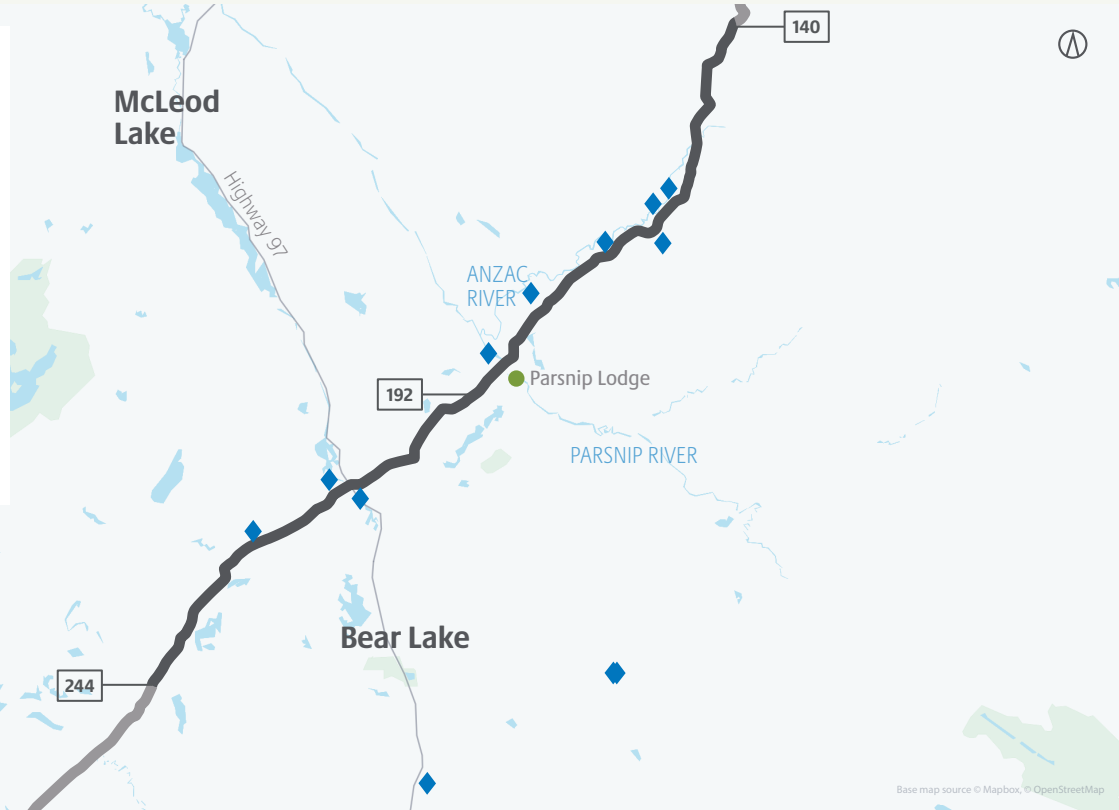 140
McLeod
Lake
Highway 97
ANZAC
RIVER
Parsnip Lodge
192
PARSNIP RIVER
Bear Lake
244
Base map source © Mapbox, © OpenStreetMap